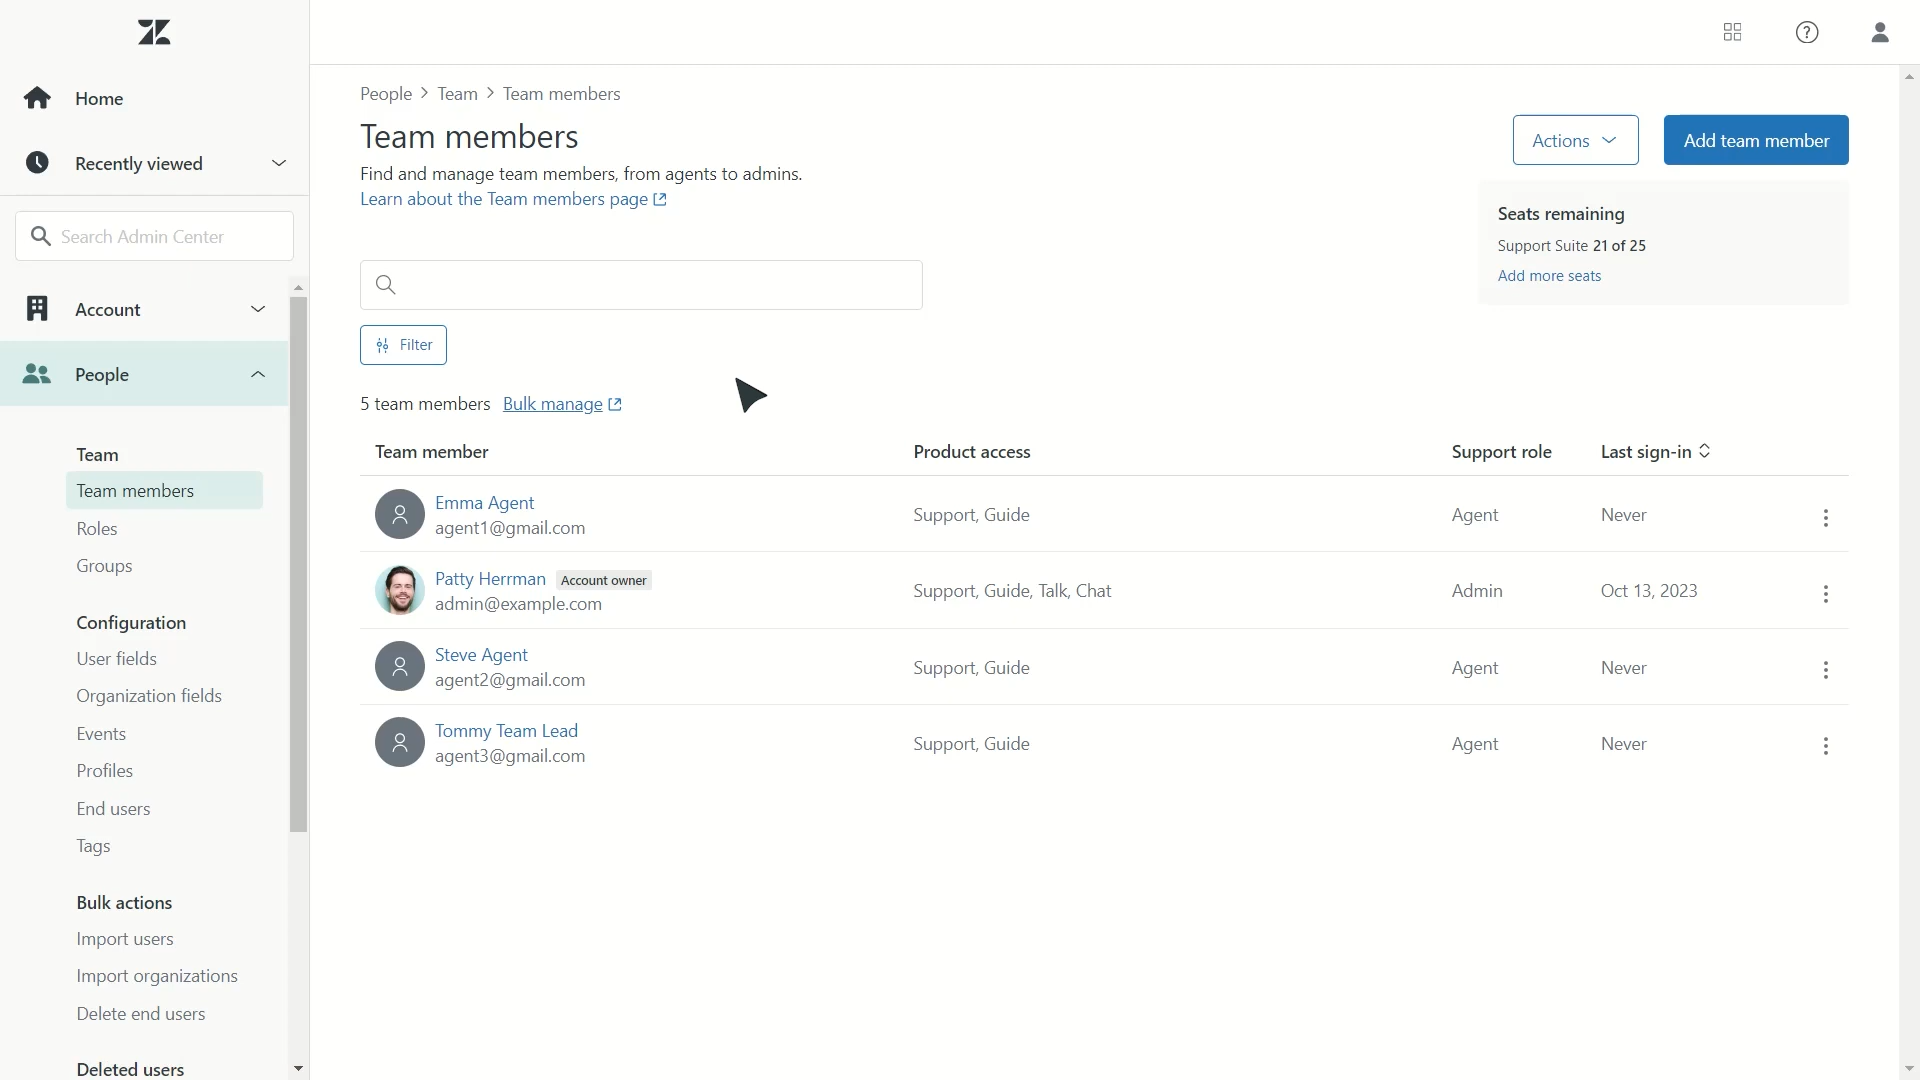 Home
Recently viewed
Search Admin Center
Account
People
Team
Team members
Roles
Groups
Configuration
User fields
Organization fields
Events
Profiles
End users
Tags
Bulk actions
Import users
Import organizations
Delete end users
Deleted users
People > Team > Team members
Team members
Find and manage team members, from agents to admins.
Learn about the Team members page
Actions
Add team member
Seats remaining
Support Suite 21 of 25
Add more seats
Filter
5 team members Bulk manage
Team member Product access Support role Last sign-in
Emma Agent
agent1@gmail.com
Support, Guide Agent Never
Patty Herrman Account owner
admin@example.com
Support, Guide, Talk, Chat Admin Oct 13, 2023
Steve Agent
agent2@gmail.com
Support, Guide Agent Never
Tommy Team Lead
agent3@gmail.com
Support, Guide Agent Never